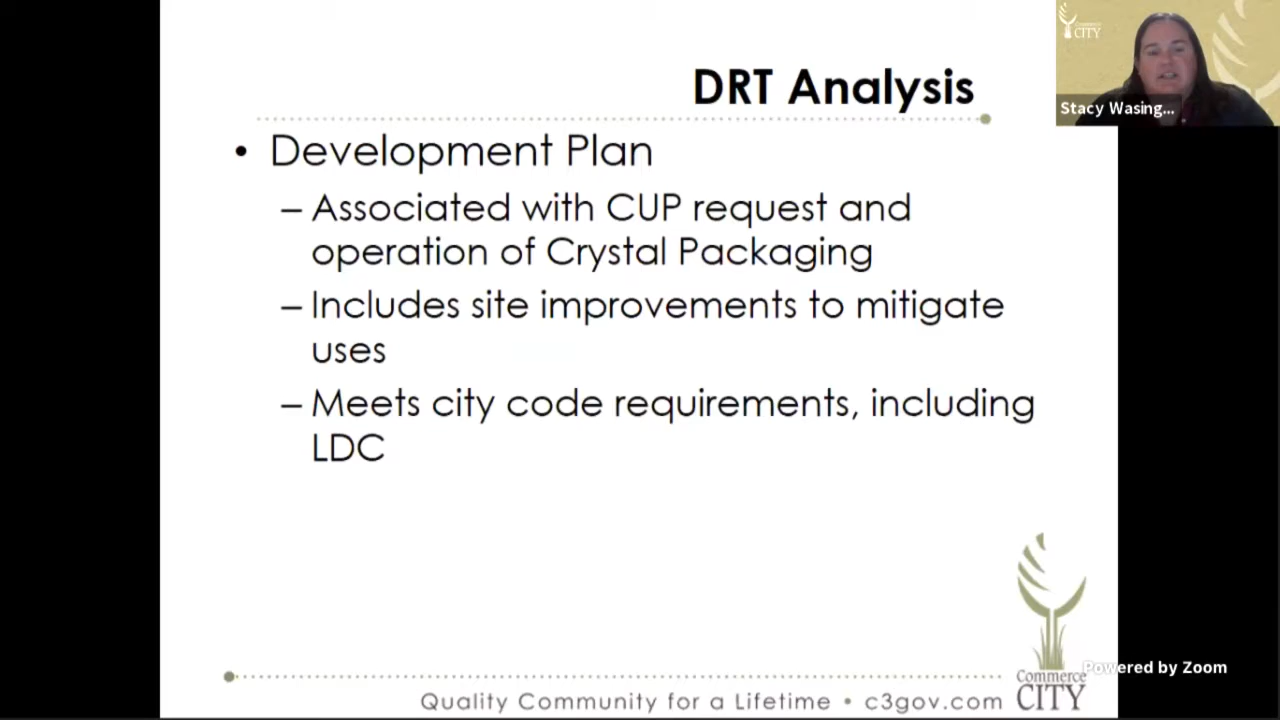 Commerce
CITY
DRT Analysis
Stacy Wasing...
• Development Plan
– Associated with CUP request and
operation of Crystal Packaging
– Includes site improvements to mitigate
uses
– Meets city code requirements, including
LDC
Powered by Zoom
Commerce
CITY
Quality Community for a Lifetime • c3gov.com